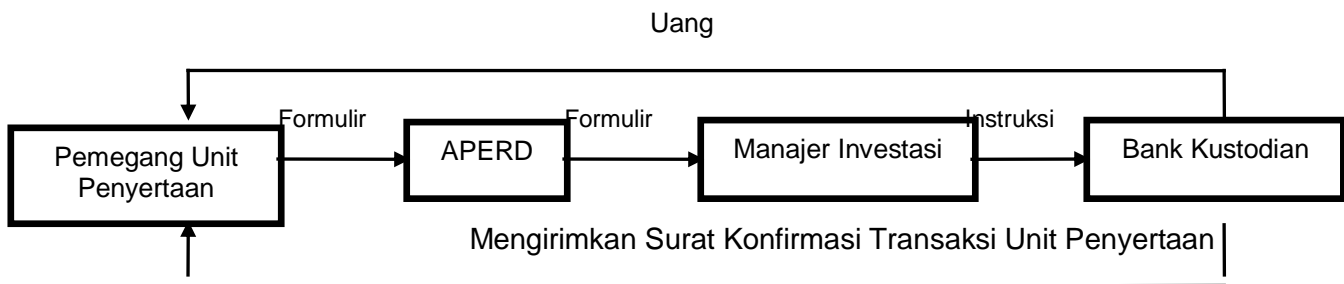 Uang
Formulir
Formulir
Instruksi
Pemegang Unit
Penyertaan
APERD
Manajer Investasi
Bank Kustodian
Mengirimkan Surat Konfirmasi Transaksi Unit Penyertaan